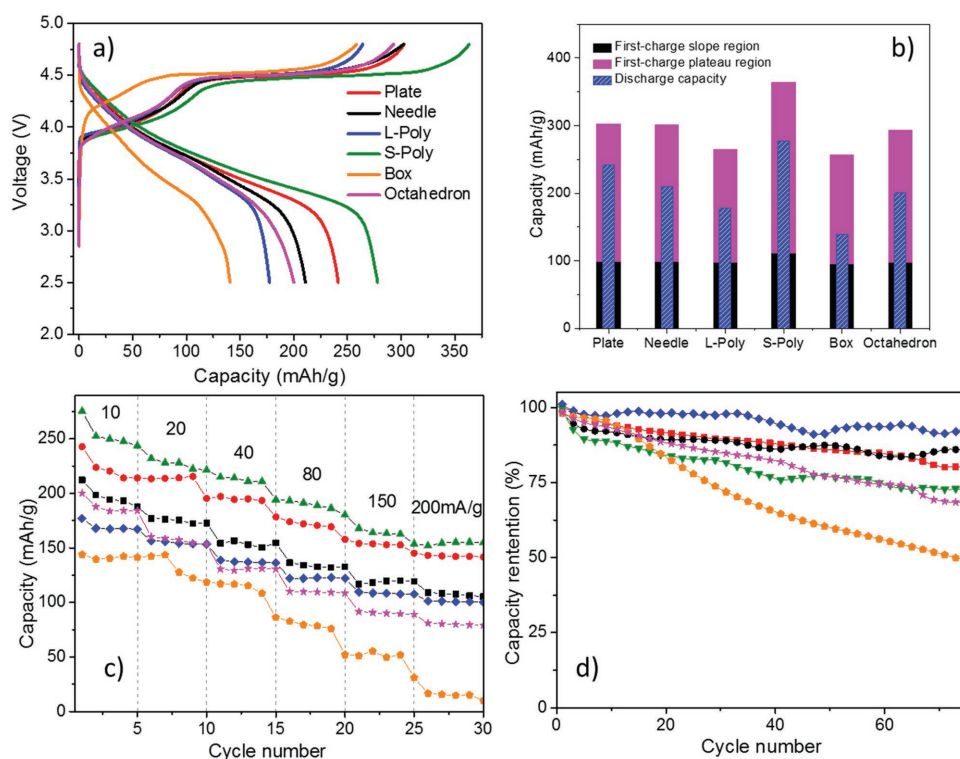 a)
5.0
4.5
4.0
3.5
3.0
2.5
2.0
Voltage (V)
Plate
Needle
L-Poly
S-Poly
Box
Octahedron
0 50 100 150 200 250 300 350
Capacity (mAh/g)
b)
First-charge slope region
First-charge plateau region
Discharge capacity
400
300
200
100
0
Capacity (mAh/g)
Plate Needle L-Poly S-Poly Box Octahedron
c)
10
20
40
80
150
200mA/g
250
200
150
100
50
0
Capacity (mAh/g)
5 10 15 20 25 30
Cycle number
d)
100
75
50
25
0
Capacity rentention (%)
0 20 40 60
Cycle number